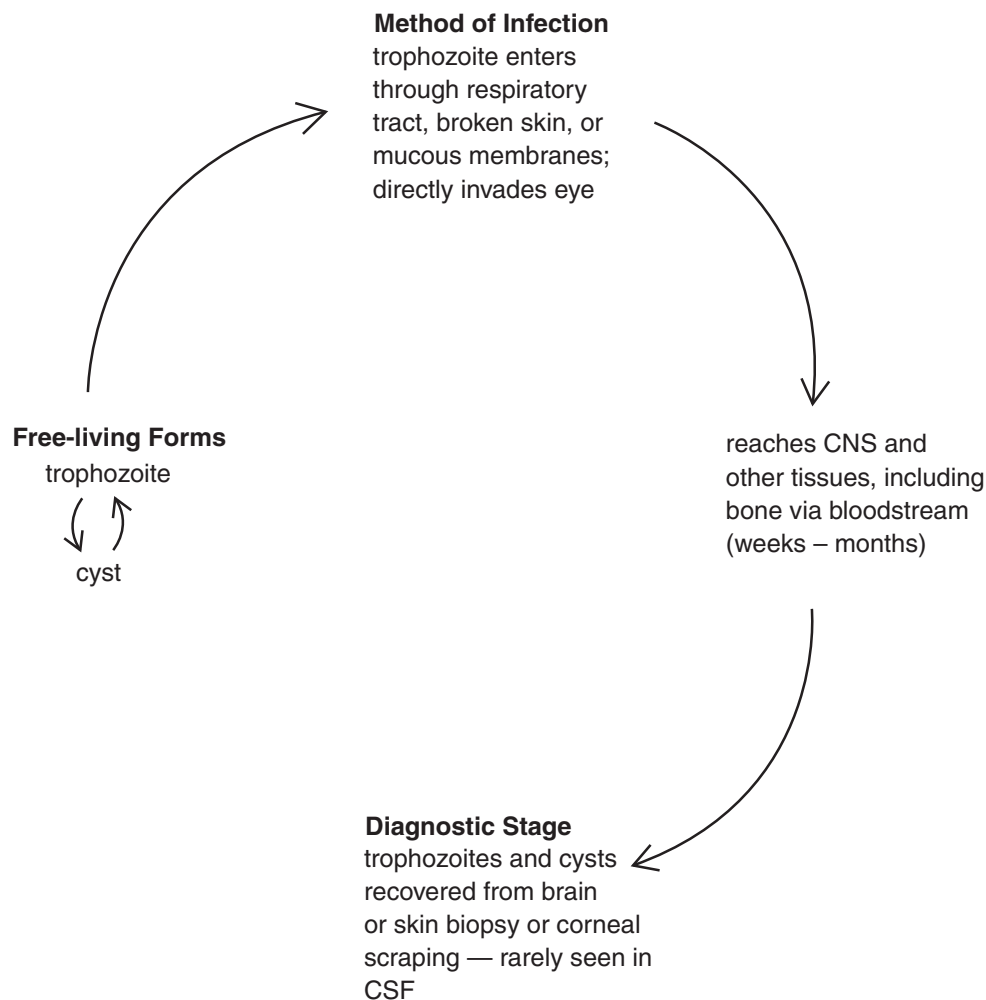 Method of Infection
trophozoite enters
through respiratory
tract, broken skin, or
mucous membranes;
directly invades eye
reaches CNS and
other tissues, including
bone via bloodstream
(weeks – months)
Diagnostic Stage
trophozoites and cysts
recovered from brain
or skin biopsy or corneal
scraping — rarely seen in
CSF
Free-living Forms
trophozoite
cyst